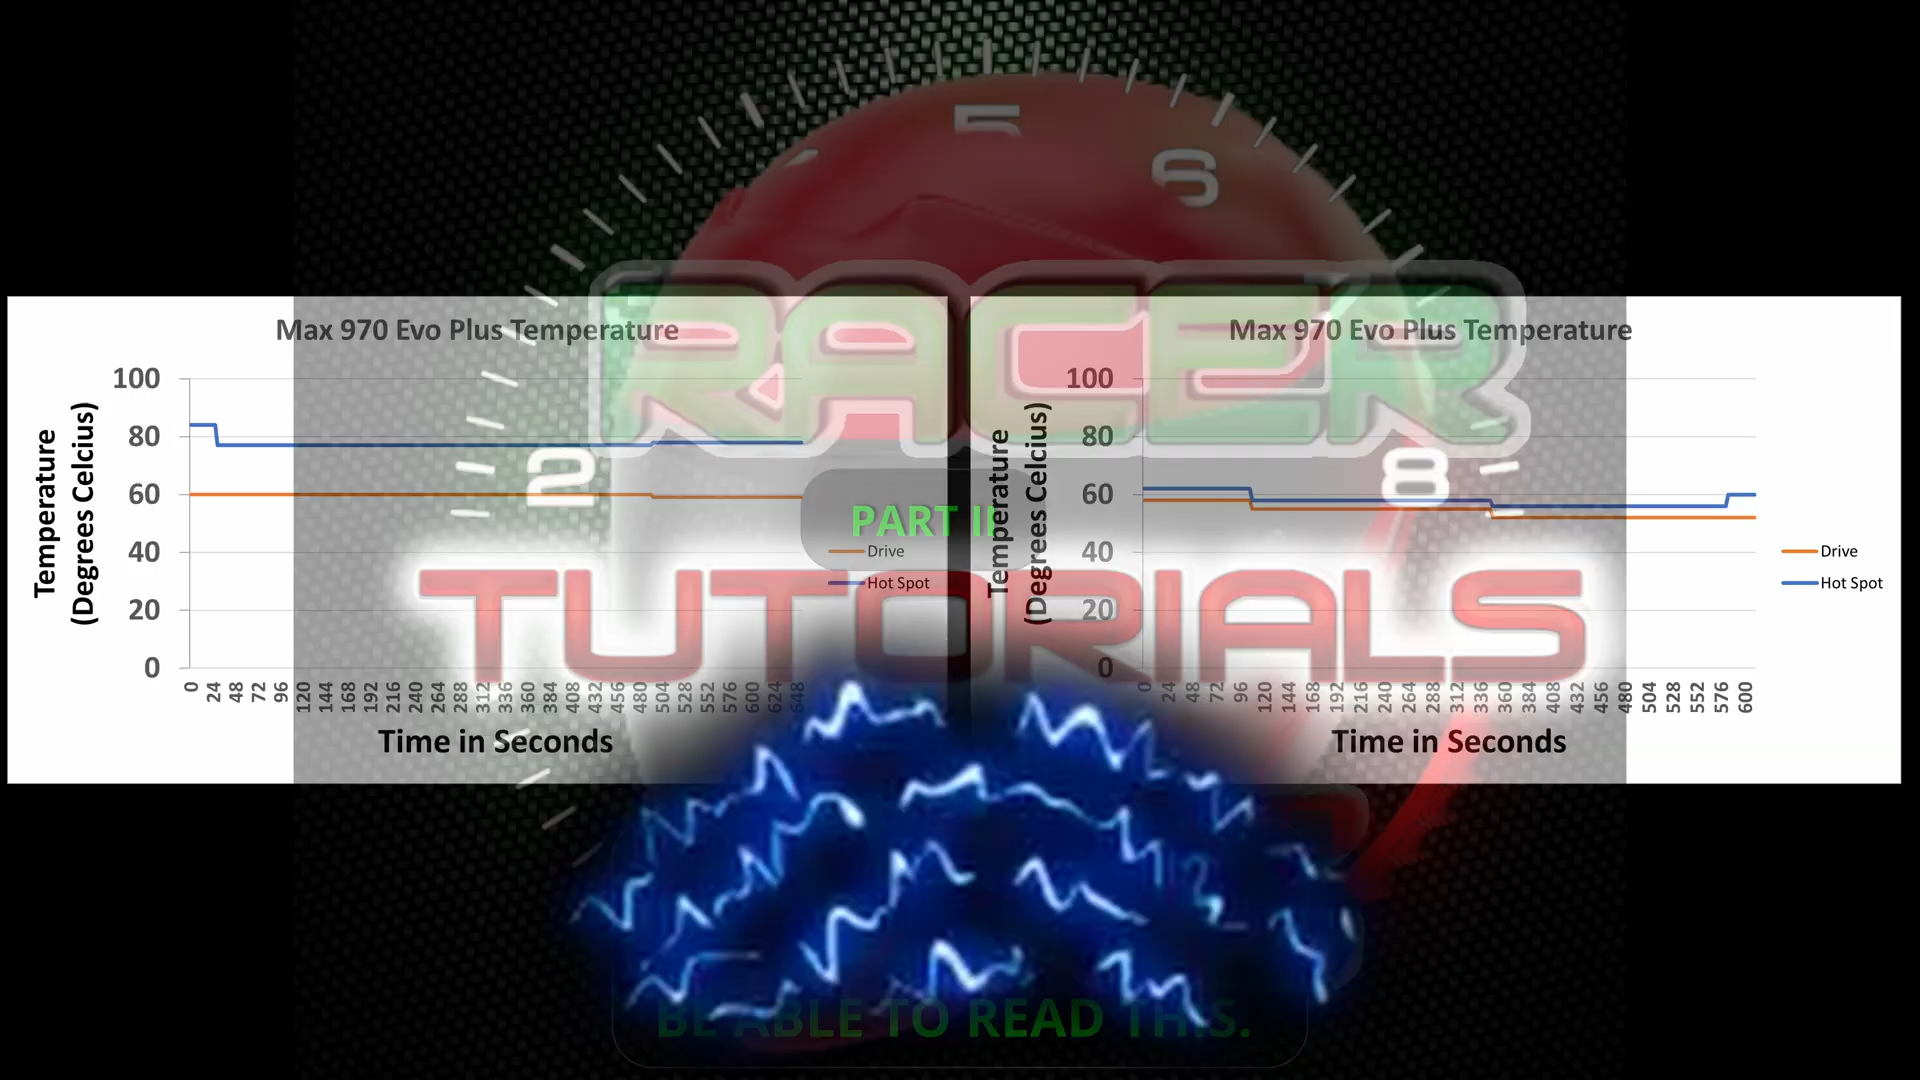 5
6
RACER
Max 970 Evo Plus Temperature
Max 970 Evo Plus Temperature
Temperature
(Degrees Celcius)
100
80
60
40
20
0
2
8
PART II
Drive
Hot Spot
Temperature
(Degrees Celcius)
100
80
60
40
20
0
Drive
Hot Spot
TUTORIALS
0 24 48 72 96 120 144 168 192 216 240 264 288 312 336 360 384 408 432 456 480 504 528 552 576 600 624 648
0 24 48 72 96 120 144 168 192 216 240 264 288 312 336 360 384 408 432 456 480 504 528 552 576 600
Time in Seconds
Time in Seconds
BE ABLE TO READ THIS.